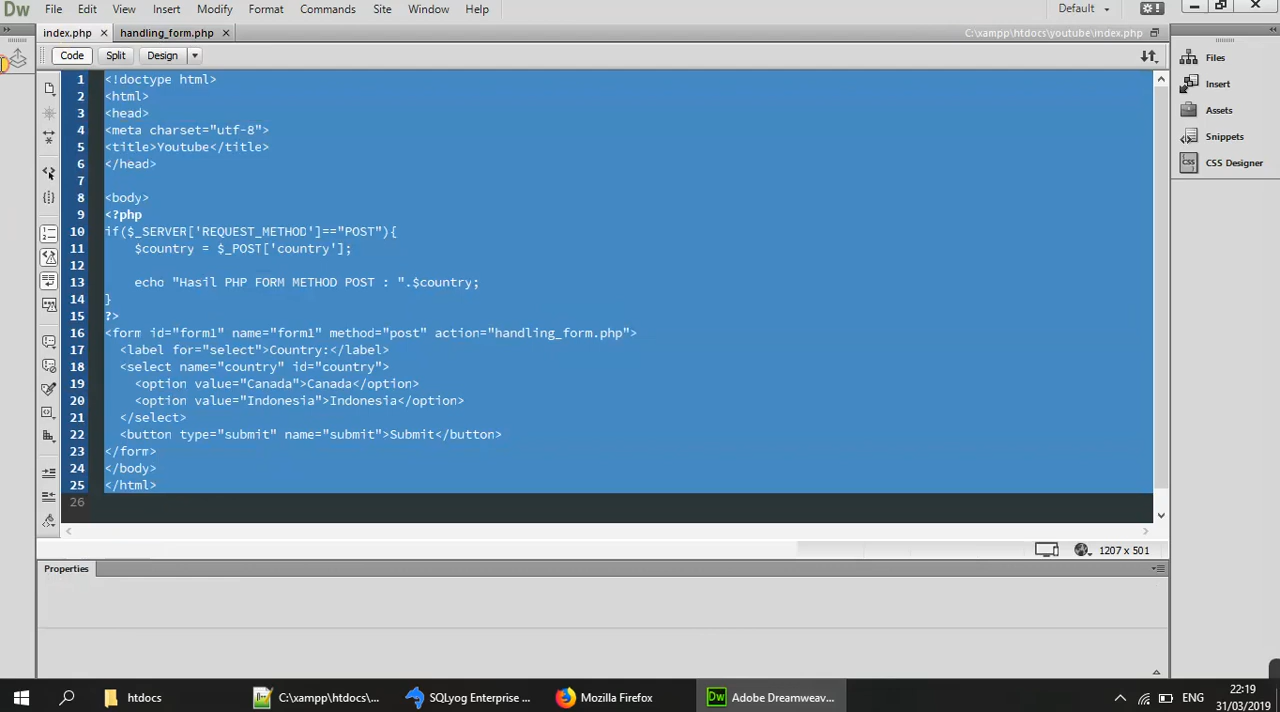 Dw File Edit View Insert Modify Format Commands Site Window Help Default
index.php × handling_form.php × C:\xampp\htdocs\youtube\index.php
Code Split Design
1 <!doctype html>
2 <html>
3 <head>
4 <meta charset="utf-8">
5 <title>Youtube</title>
6 </head>
7
8 <body>
9 <?php
10 if($_SERVER['REQUEST_METHOD']=="POST"){
11 $country = $_POST['country'];
12
13 echo "Hasil PHP FORM METHOD POST : ".$country;
14 }
15 ?>
16 <form id="form1" name="form1" method="post" action="handling_form.php">
17 <label for="select">Country:</label>
18 <select name="country" id="country">
19 <option value="Canada">Canada</option>
20 <option value="Indonesia">Indonesia</option>
21 </select>
22 <button type="submit" name="submit">Submit</button>
23 </form>
24 </body>
25 </html>
26
Files
Insert
Assets
Snippets
CSS CSS Designer
1207 x 501
Properties
htdocs C:\xampp\htdocs\... SQLyog Enterprise ... Mozilla Firefox Dw Adobe Dreamweav... ENG 22:19
31/03/2019